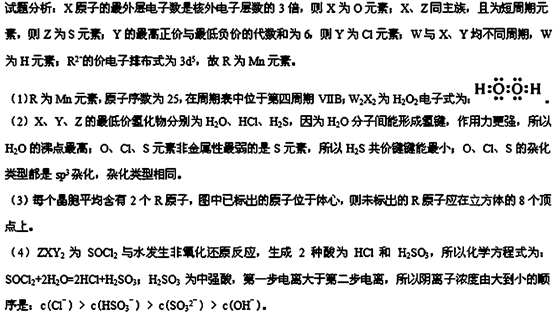 试题分析：X原子的最外层电子数是核外电子层数的3倍，则X为O元素；X、Z同主族，且为短周期元
素，则Z为S元素；Y的最高正价与最低负价的代数和为6，则Y为Cl元素；W与X、Y均不同周期，W
为H元素；R²⁺的价电子排布式为3d⁵，故R为Mn元素。
（1）R为Mn元素，原子序数为25，在周期表中位于第四周期VIIB；W₂X₂为H₂O₂电子式为：H:O:O:H。
（2）X、Y、Z的最低价氢化物分别为H₂O、HCl、H₂S，因为H₂O分子间能形成氢键，作用力更强，所以
H₂O的沸点最高；O、Cl、S元素非金属性最弱的是S元素，所以H₂S共价键键能最小；O、Cl、S的杂化
类型都是sp³杂化，杂化类型相同。
（3）每个晶胞平均含有2个R原子，图中已标出的原子位于体心，则未标出的R原子应在立方体的8个顶
点上。
（4）ZXY₂为SOCl₂与水发生非氧化还原反应，生成2种酸为HCl和H₂SO₃，所以化学方程式为：
SOCl₂+2H₂O=2HCl+H₂SO₃；H₂SO₃为中强酸，第一步电离大于第二步电离，所以阴离子浓度由大到小的顺
序是：c(Cl⁻)＞c(HSO₃⁻)＞c(SO₃²⁻)＞c(OH⁻)。